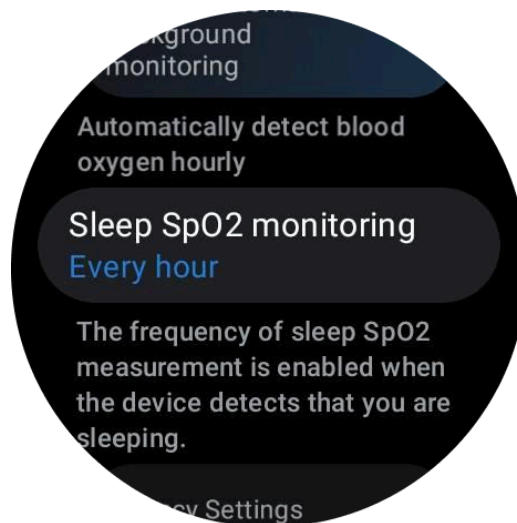 monitoring
Automatically detect blood
oxygen hourly
Sleep SpO2 monitoring
Every hour
The frequency of sleep SpO2
measurement is enabled when
the device detects that you are
sleeping.
Settings